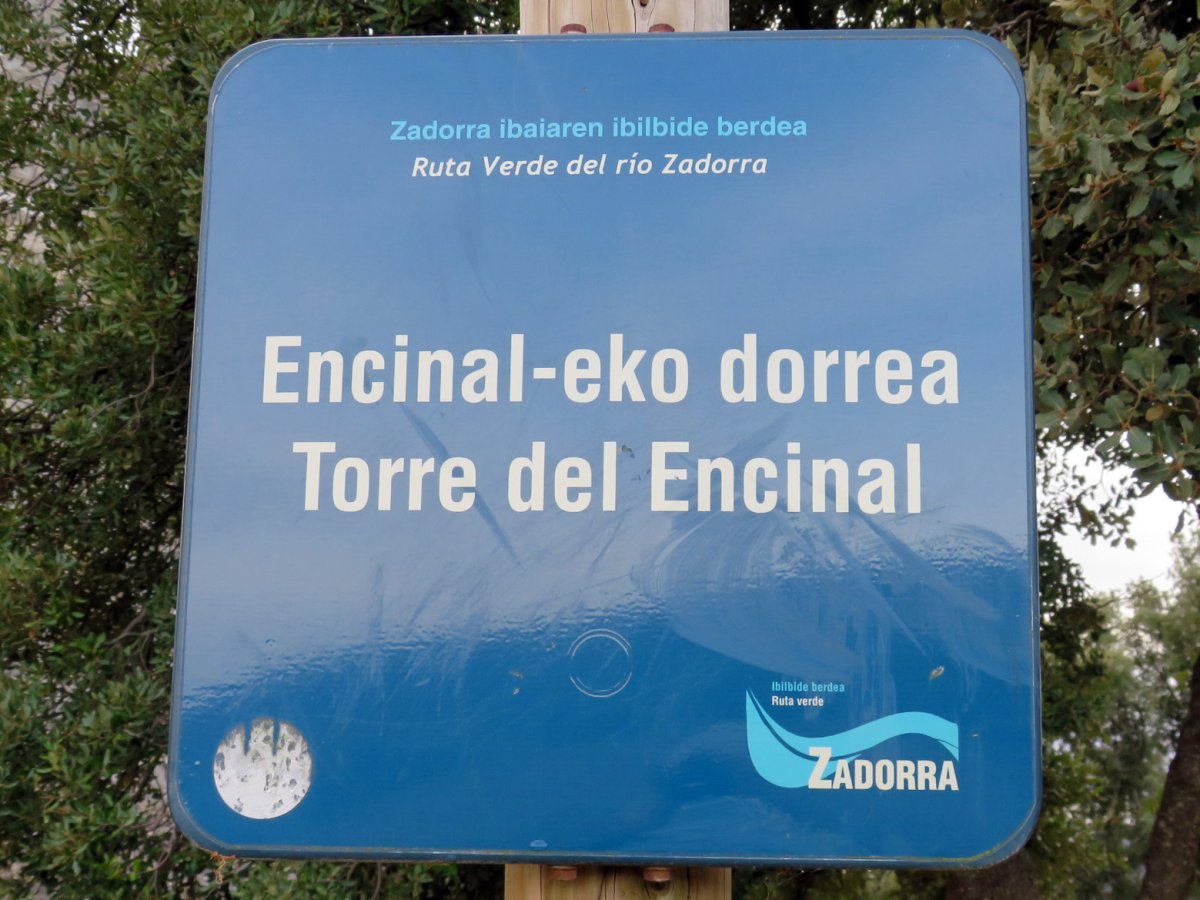 Zadorra ibaiaren ibilbide berdea
Ruta Verde del río Zadorra
Encinal-eko dorrea
Torre del Encinal
Ibilbide berdea
Ruta verde
ZADORRA